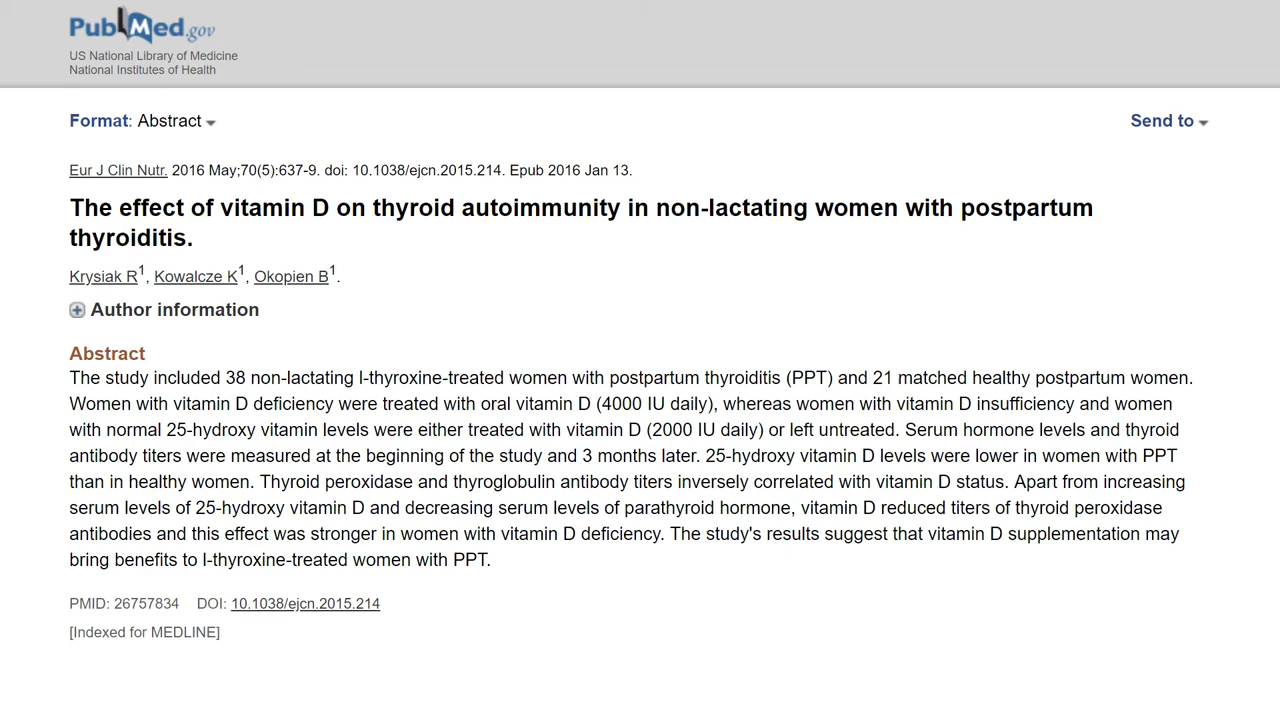 PubMed.gov
US National Library of Medicine
National Institutes of Health
Format: Abstract
Send to
Eur J Clin Nutr. 2016 May;70(5):637-9. doi: 10.1038/ejcn.2015.214. Epub 2016 Jan 13.
The effect of vitamin D on thyroid autoimmunity in non-lactating women with postpartum
thyroiditis.
Krysiak R1, Kowalcze K1, Okopien B1.
Author information
Abstract
The study included 38 non-lactating l-thyroxine-treated women with postpartum thyroiditis (PPT) and 21 matched healthy postpartum women.
Women with vitamin D deficiency were treated with oral vitamin D (4000 IU daily), whereas women with vitamin D insufficiency and women
with normal 25-hydroxy vitamin levels were either treated with vitamin D (2000 IU daily) or left untreated. Serum hormone levels and thyroid
antibody titers were measured at the beginning of the study and 3 months later. 25-hydroxy vitamin D levels were lower in women with PPT
than in healthy women. Thyroid peroxidase and thyroglobulin antibody titers inversely correlated with vitamin D status. Apart from increasing
serum levels of 25-hydroxy vitamin D and decreasing serum levels of parathyroid hormone, vitamin D reduced titers of thyroid peroxidase
antibodies and this effect was stronger in women with vitamin D deficiency. The study's results suggest that vitamin D supplementation may
bring benefits to l-thyroxine-treated women with PPT.
PMID: 26757834 DOI: 10.1038/ejcn.2015.214
[Indexed for MEDLINE]